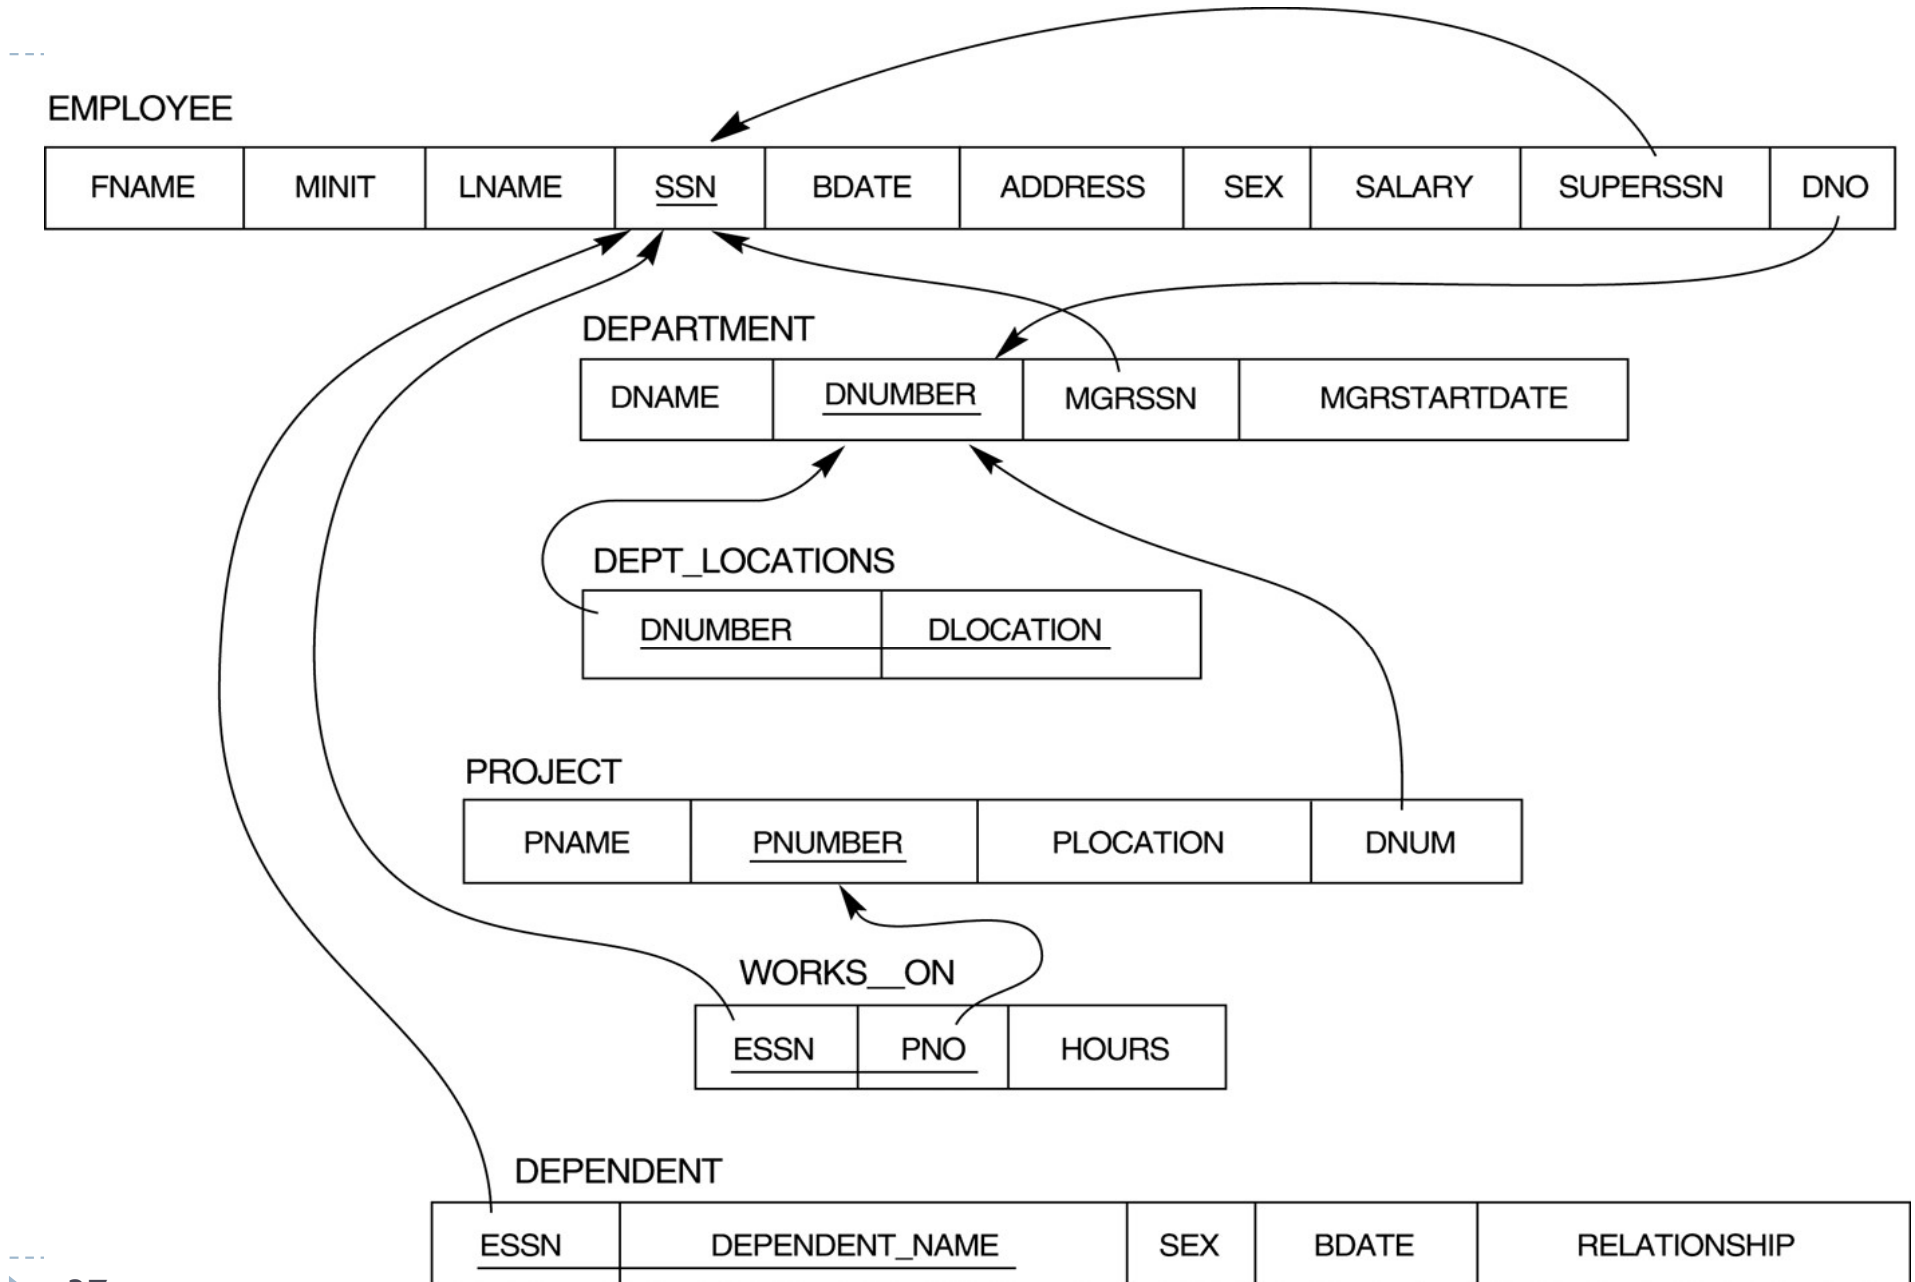 EMPLOYEE
FNAME MINIT LNAME SSN BDATE ADDRESS SEX SALARY SUPERSSN DNO
DEPARTMENT
DNAME DNUMBER MGRSSN MGRSTARTDATE
DEPT_LOCATIONS
DNUMBER DLOCATION
PROJECT
PNAME PNUMBER PLOCATION DNUM
WORKS__ON
ESSN PNO HOURS
DEPENDENT
ESSN DEPENDENT_NAME SEX BDATE RELATIONSHIP